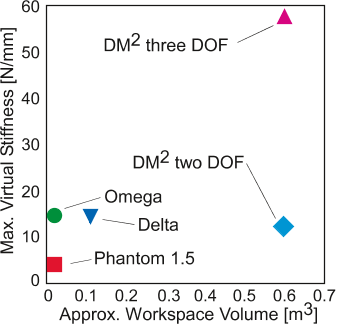 60
50
40
30
20
10
0
Max. Virtual Stiffness [N/mm]
DM² three DOF
DM² two DOF
Omega
Delta
Phantom 1.5
0 0.1 0.2 0.3 0.4 0.5 0.6 0.7
Approx. Workspace Volume [m³]